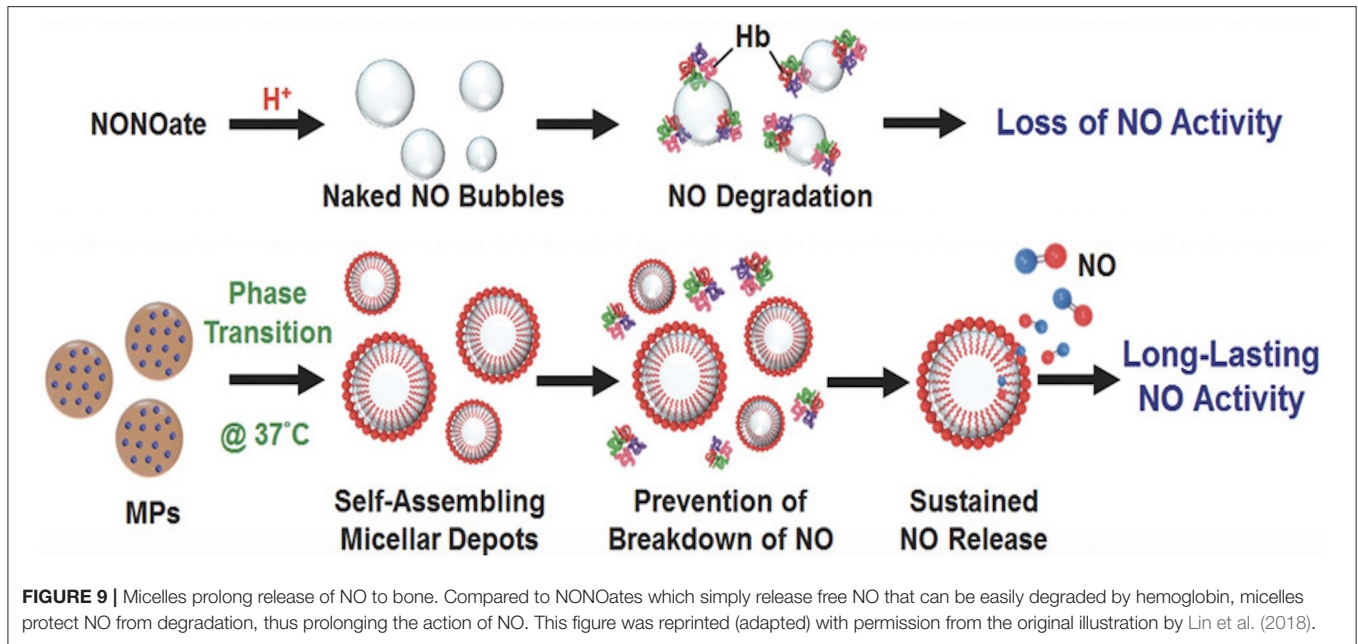 Hb
H+
NONOate
Loss of NO Activity
Naked NO Bubbles
NO Degradation
NO
Phase
Transition
@ 37°C
Long-Lasting
NO Activity
MPs
Self-Assembling
Micellar Depots
Prevention of
Breakdown of NO
Sustained
NO Release
FIGURE 9 | Micelles prolong release of NO to bone. Compared to NONOates which simply release free NO that can be easily degraded by hemoglobin, micelles
protect NO from degradation, thus prolonging the action of NO. This figure was reprinted (adapted) with permission from the original illustration by Lin et al. (2018).